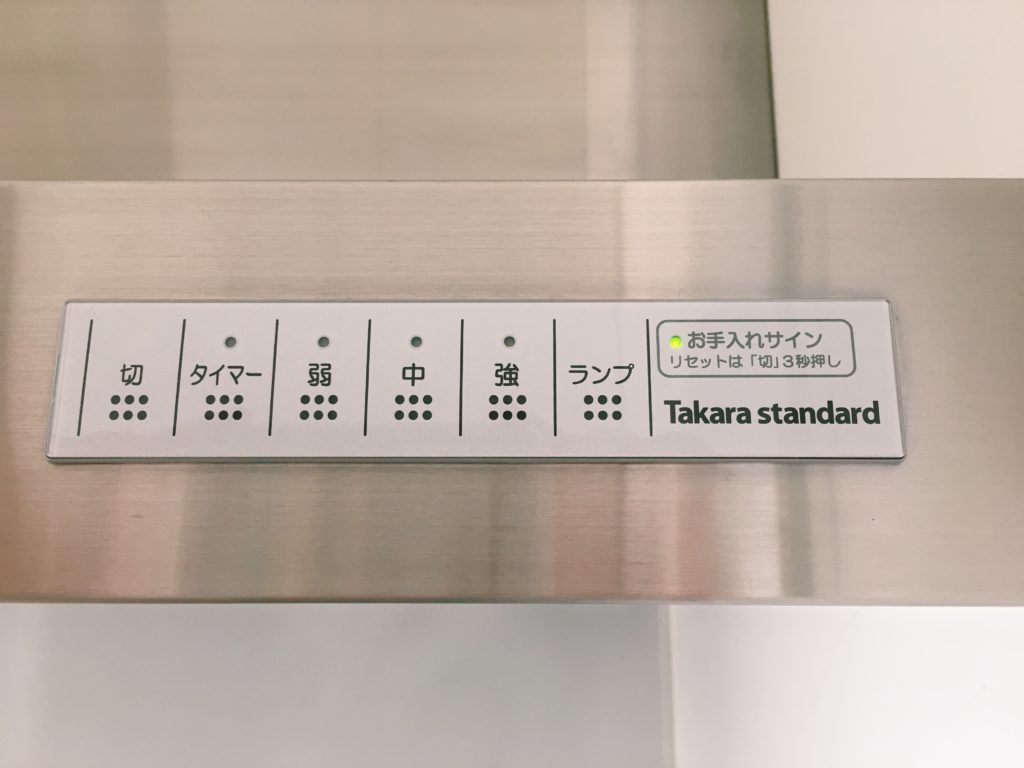 切
タイマー
弱
中
強
ランプ
お手入れサイン
リセットは「切」3秒押し
Takara standard